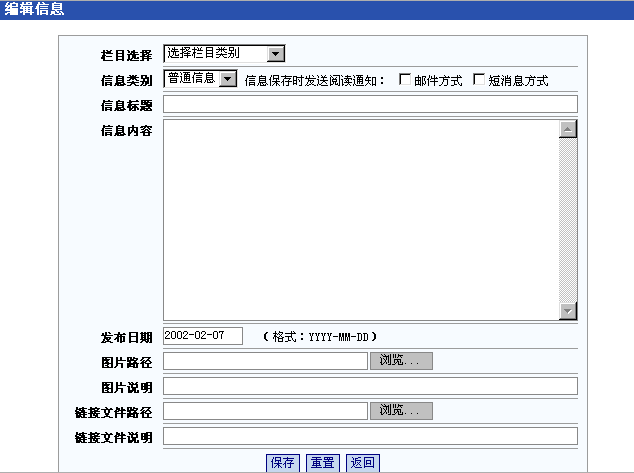 编辑信息
栏目选择 选择栏目类别
信息类别 普通信息 信息保存时发送阅读通知： 邮件方式 短消息方式
信息标题
信息内容
发布日期 2002-02-07 （格式：YYYY-MM-DD）
图片路径 浏览...
图片说明
链接文件路径 浏览...
链接文件说明
保存 重置 返回